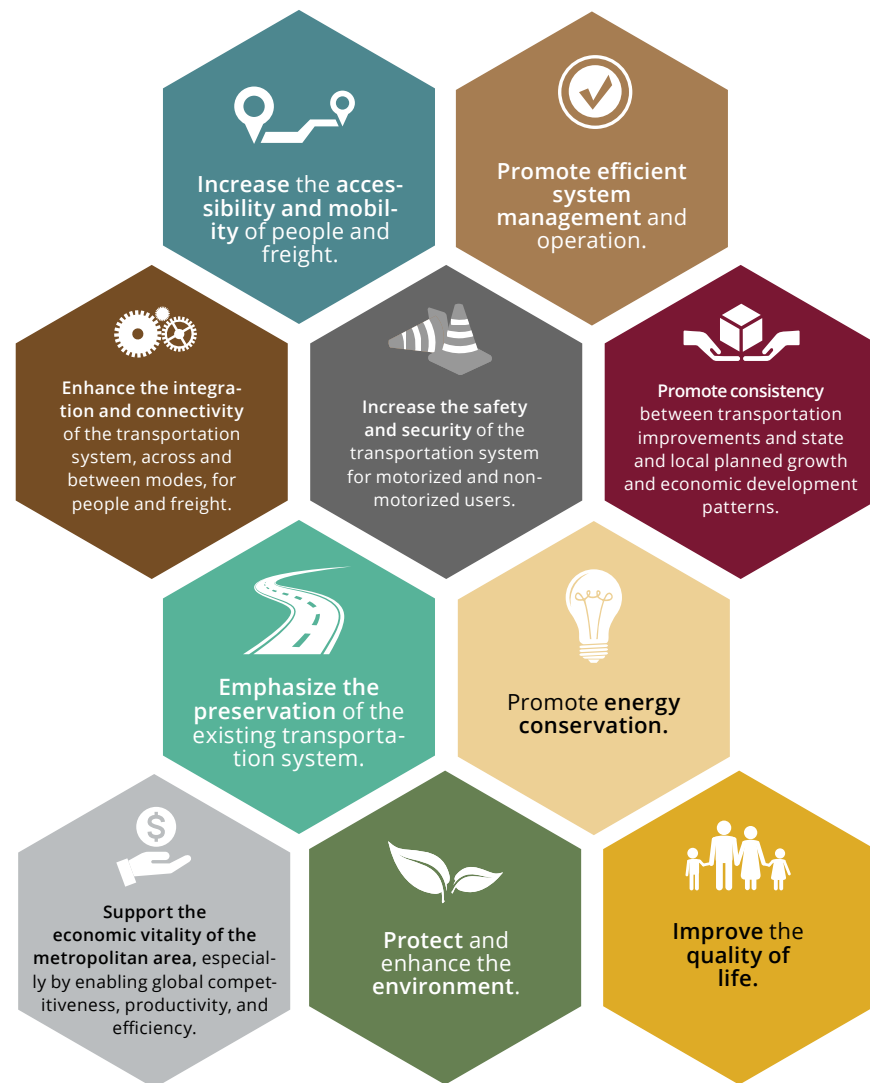 Increase the acces-
sibility and mobil-
ity of people and
freight.
Promote efficient
system
management and
operation.
Enhance the integra-
tion and connectivity
of the transportation
system, across and
between modes, for
people and freight.
Increase the safety
and security of the
transportation system
for motorized and non-
motorized users.
Promote consistency
between transportation
improvements and state
and local planned growth
and economic development
patterns.
Emphasize the
preservation of the
existing transporta-
tion system.
Promote energy
conservation.
$
Support the
economic vitality of the
metropolitan area, especial-
ly by enabling global compet-
itiveness, productivity, and
efficiency.
Protect and
enhance the
environment.
Improve the
quality of
life.